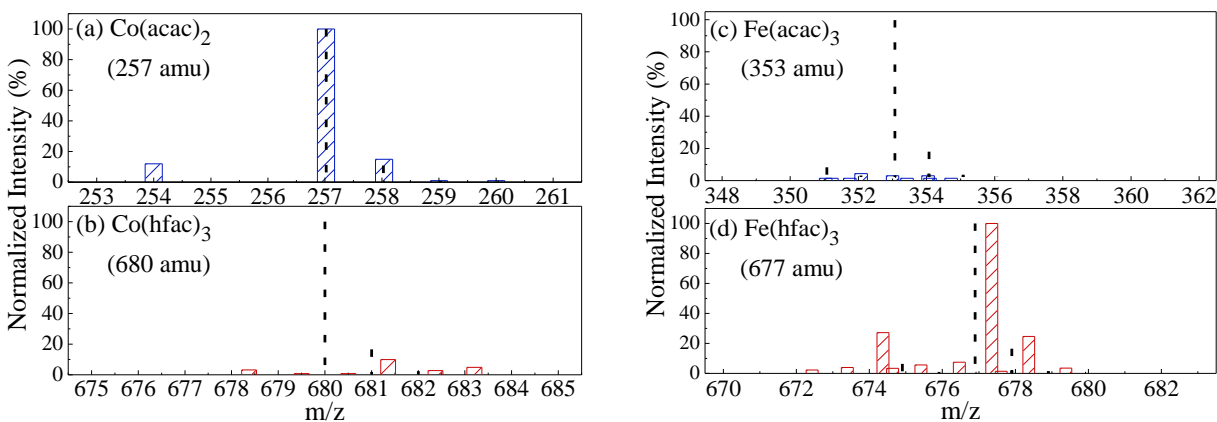 Normalized Intensity (%)
100
80
60
40
20
0
(a) Co(acac)2
(257 amu)
253 254 255 256 257 258 259 260 261
100
80
60
40
20
0
(b) Co(hfac)3
(680 amu)
675 676 677 678 679 680 681 682 683 684 685
m/z
Normalized Intensity (%)
100
80
60
40
20
0
(c) Fe(acac)3
(353 amu)
348 350 352 354 356 358 360 362
100
80
60
40
20
0
(d) Fe(hfac)3
(677 amu)
670 672 674 676 678 680 682
m/z